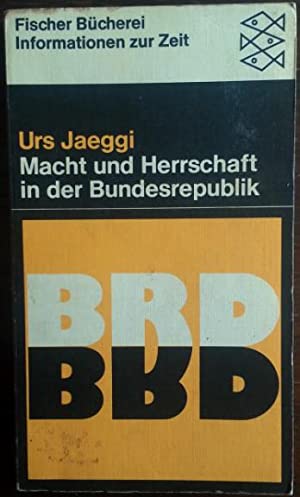 Fischer Bücherei
Informationen zur Zeit
Urs Jaeggi
Macht und Herrschaft
in der Bundesrepublik
BRD
BRD